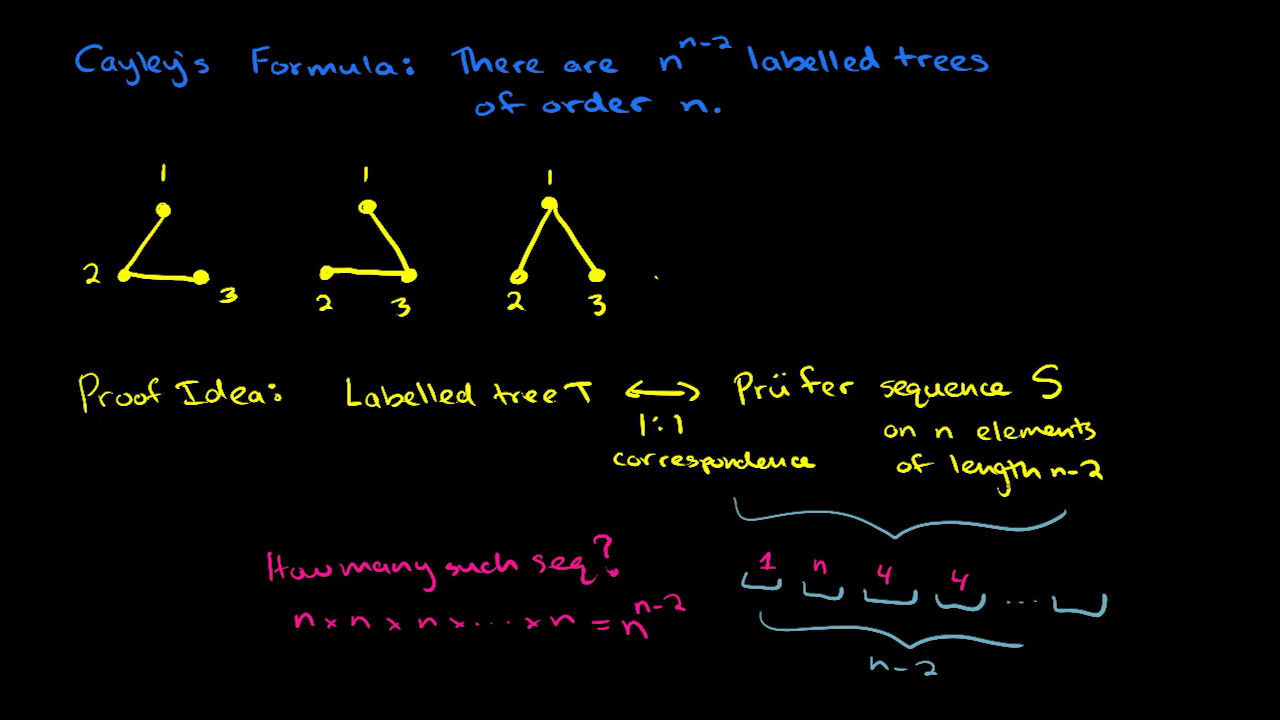 Cayley's Formula: There are n^{n-2} labelled trees
of order n.
1 1 1
2 3 2 3 2 3
Proof Idea: Labelled tree T ⟷ Prüfer sequence S
1:1 on n elements
correspondence of length n-2
How many such seq?
1 n 4 4 ...
n × n × n × ... × n = n^{n-2}
n-2